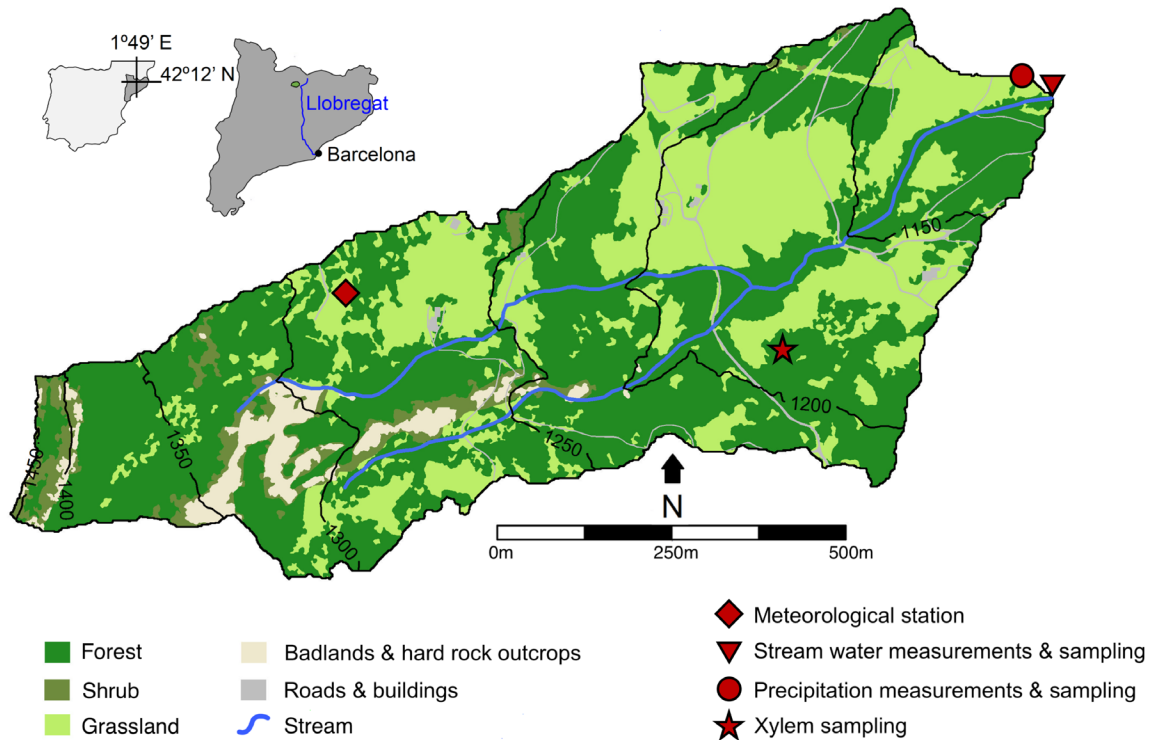 1º49' E
42º12' N
Llobregat
Barcelona
1150
1200
1250
1300
1350
1400
1450
N
0m 250m 500m
Forest
Shrub
Grassland
Badlands & hard rock outcrops
Roads & buildings
Stream
Meteorological station
Stream water measurements & sampling
Precipitation measurements & sampling
Xylem sampling